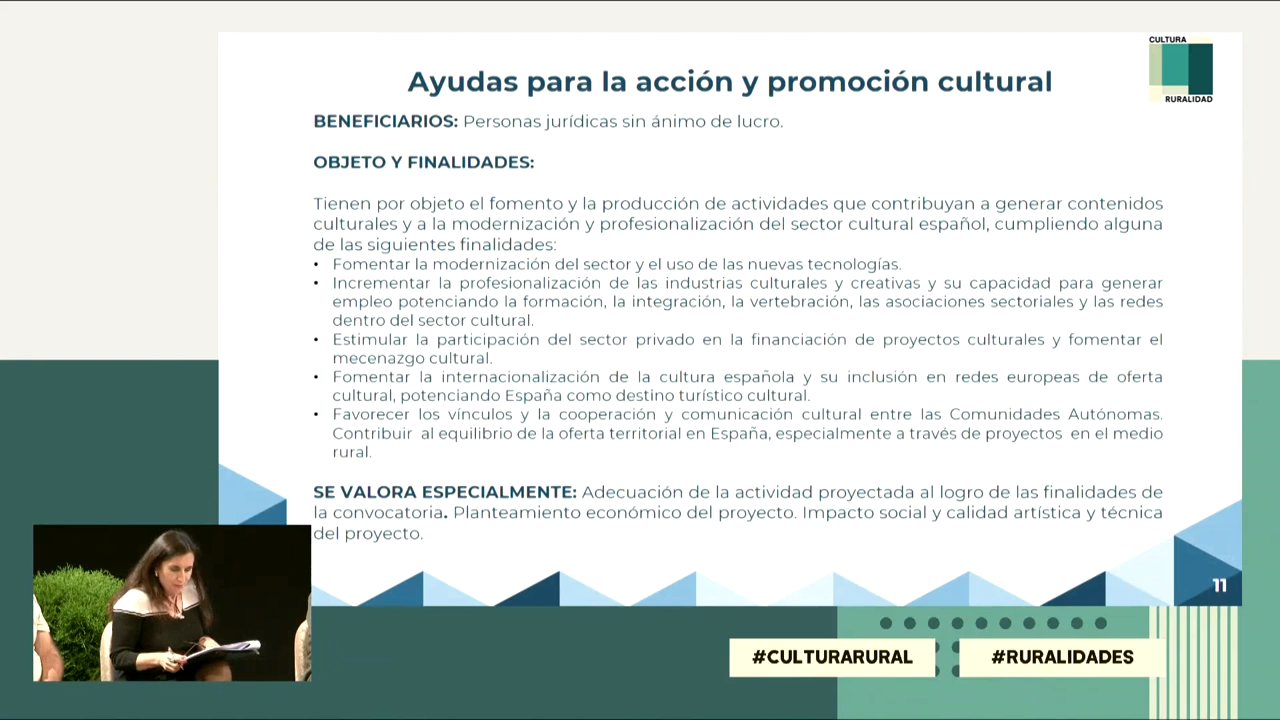 CULTURA
RURALIDAD
Ayudas para la acción y promoción cultural
BENEFICIARIOS: Personas jurídicas sin ánimo de lucro.
OBJETO Y FINALIDADES:
Tienen por objeto el fomento y la producción de actividades que contribuyan a generar contenidos
culturales y a la modernización y profesionalización del sector cultural español, cumpliendo alguna
de las siguientes finalidades:
• Fomentar la modernización del sector y el uso de las nuevas tecnologías.
• Incrementar la profesionalización de las industrias culturales y creativas y su capacidad para generar
empleo potenciando la formación, la integración, la vertebración, las asociaciones sectoriales y las redes
dentro del sector cultural.
• Estimular la participación del sector privado en la financiación de proyectos culturales y fomentar el
mecenazgo cultural.
• Fomentar la internacionalización de la cultura española y su inclusión en redes europeas de oferta
cultural, potenciando España como destino turístico cultural.
• Favorecer los vínculos y la cooperación y comunicación cultural entre las Comunidades Autónomas.
Contribuir al equilibrio de la oferta territorial en España, especialmente a través de proyectos en el medio
rural.
SE VALORA ESPECIALMENTE: Adecuación de la actividad proyectada al logro de las finalidades de
la convocatoria. Planteamiento económico del proyecto. Impacto social y calidad artística y técnica
del proyecto.
11
#CULTURARURAL
#RURALIDADES